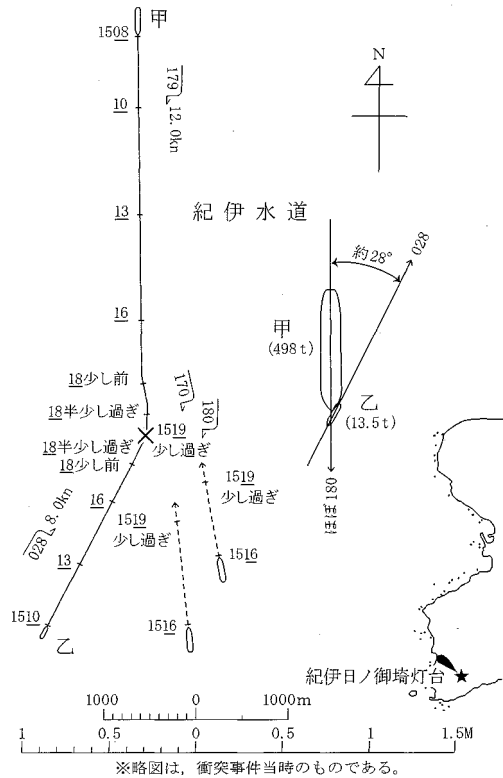 甲
1508
179
12.0kn
10
N
紀伊水道
13
約28°
028
16
甲
(498t)
乙
(13.5t)
18少し前
170
180
18半少し過ぎ
1519
少し過ぎ
18半少し過ぎ
18少し前
1519
少し過ぎ
16
1519
少し過ぎ
ほぼ180
028
8.0kn
13
1516
1510
乙
1516
紀伊日ノ御埼灯台
1000 0 1000m
1 0.5 0 0.5 1 1.5M
※略図は,衝突事件当時のものである。